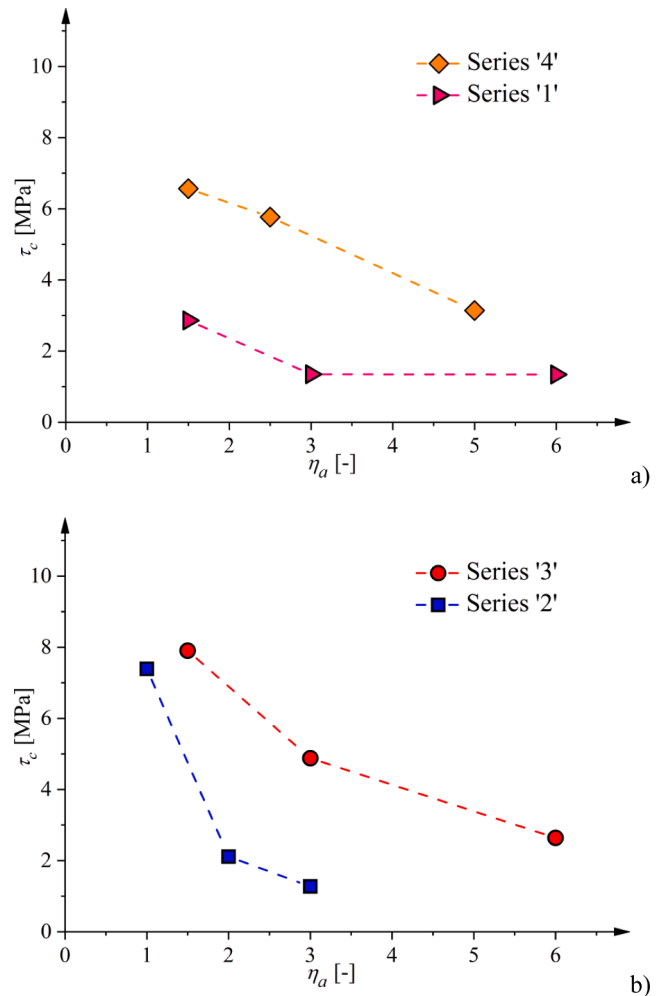 10
8
6
4
2
0
τc [MPa]
Series '4'
Series '1'
0 1 2 3 4 5 6
ηa [-]
a)
10
8
6
4
2
0
τc [MPa]
Series '3'
Series '2'
0 1 2 3 4 5 6
ηa [-]
b)